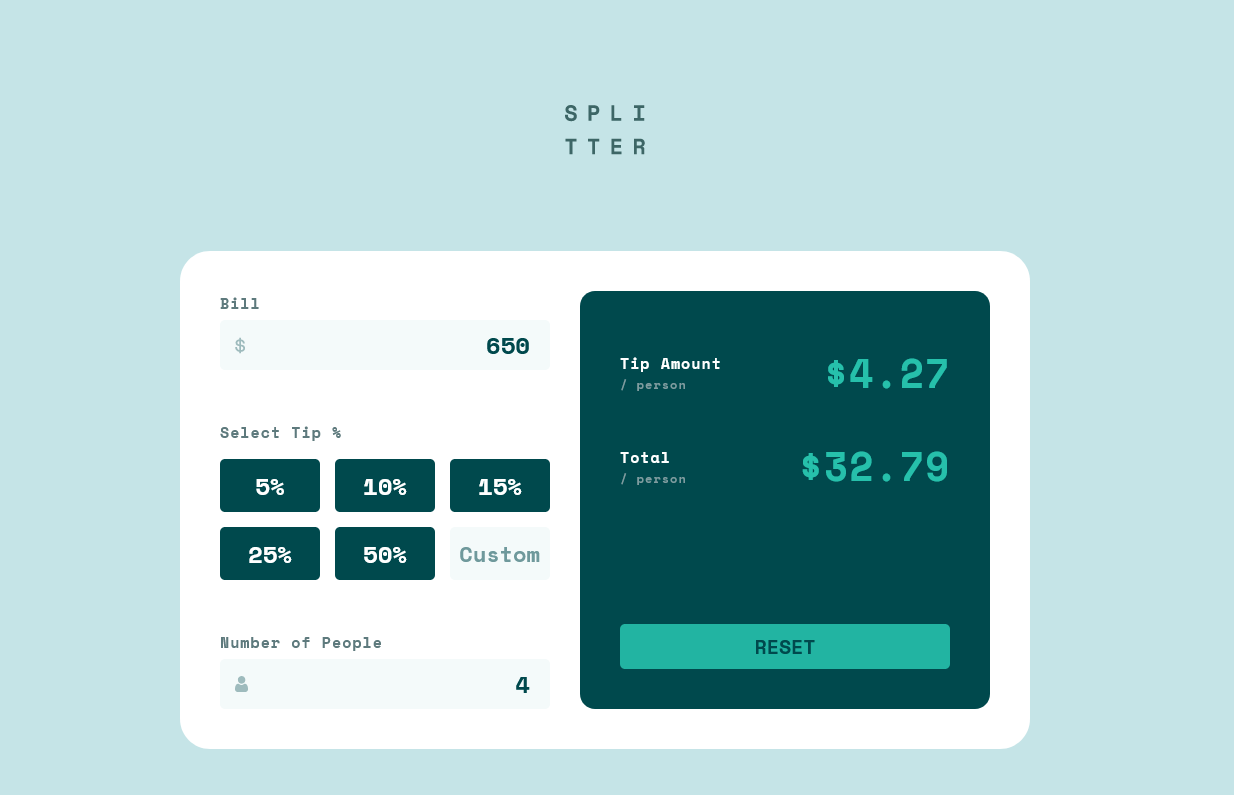 SPLI
TTER
Bill
$
650
Select Tip %
5%
10%
15%
25%
50%
Custom
Number of People
4
Tip Amount
/ person
$4.27
Total
/ person
$32.79
RESET